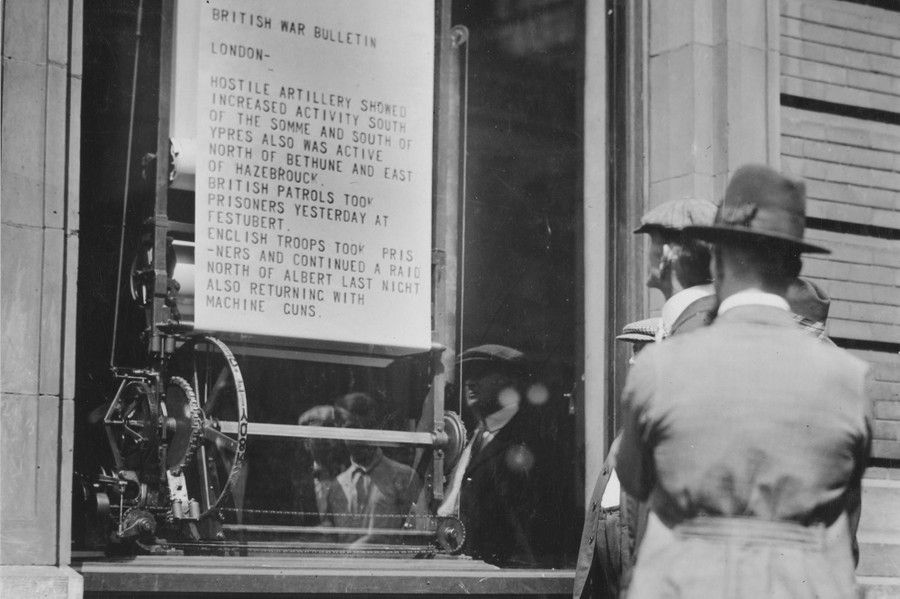 BRITISH WAR BULLETIN
LONDON-
HOSTILE ARTILLERY SHOWED
INCREASED ACTIVITY SOUTH
OF THE SOMME AND SOUTH OF
YPRES ALSO WAS ACTIVE
NORTH OF BETHUNE AND EAST
OF HAZEBROUCK.
BRITISH PATROLS TOOK
PRISONERS YESTERDAY AT
FESTUBERT.
ENGLISH TROOPS TOOK PRIS
-NERS AND CONTINUED A RAID
NORTH OF ALBERT LAST NIGHT
ALSO RETURNING WITH
MACHINE GUNS.